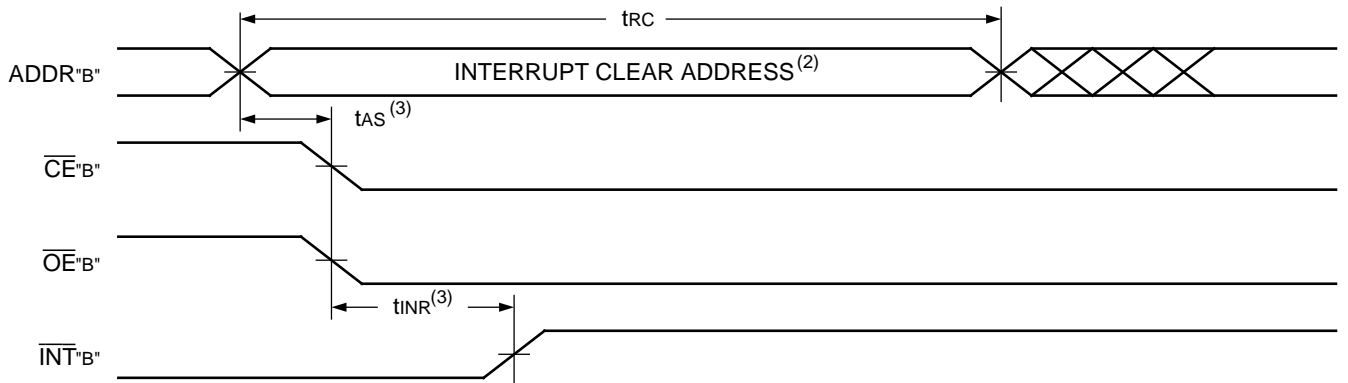 tRC
ADDR"B"
INTERRUPT CLEAR ADDRESS(2)
tAS(3)
CE"B"
OE"B"
tINR(3)
INT"B"